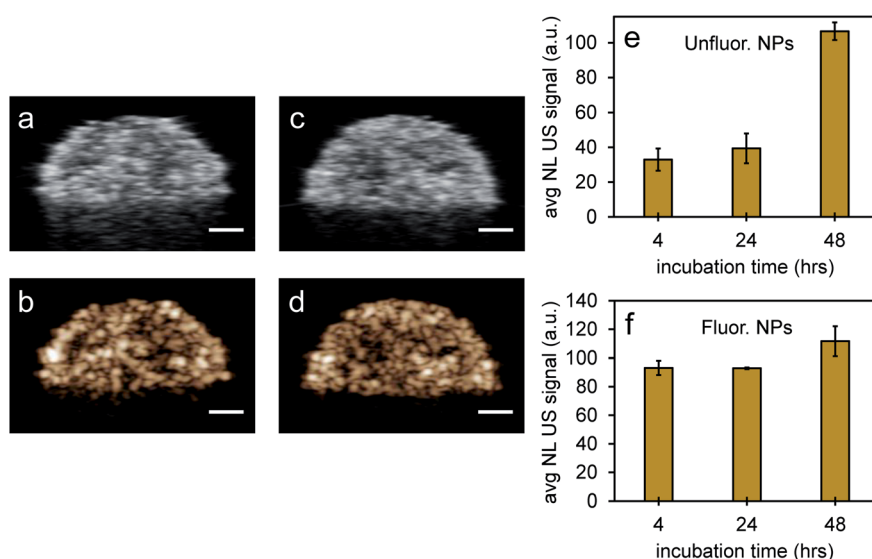 a
c
b
d
e
Unfluor. NPs
avg NL US signal (a.u.)
100
80
60
40
20
0
4 24 48
incubation time (hrs)
f
Fluor. NPs
avg NL US signal (a.u.)
140
120
100
80
60
40
20
0
4 24 48
incubation time (hrs)